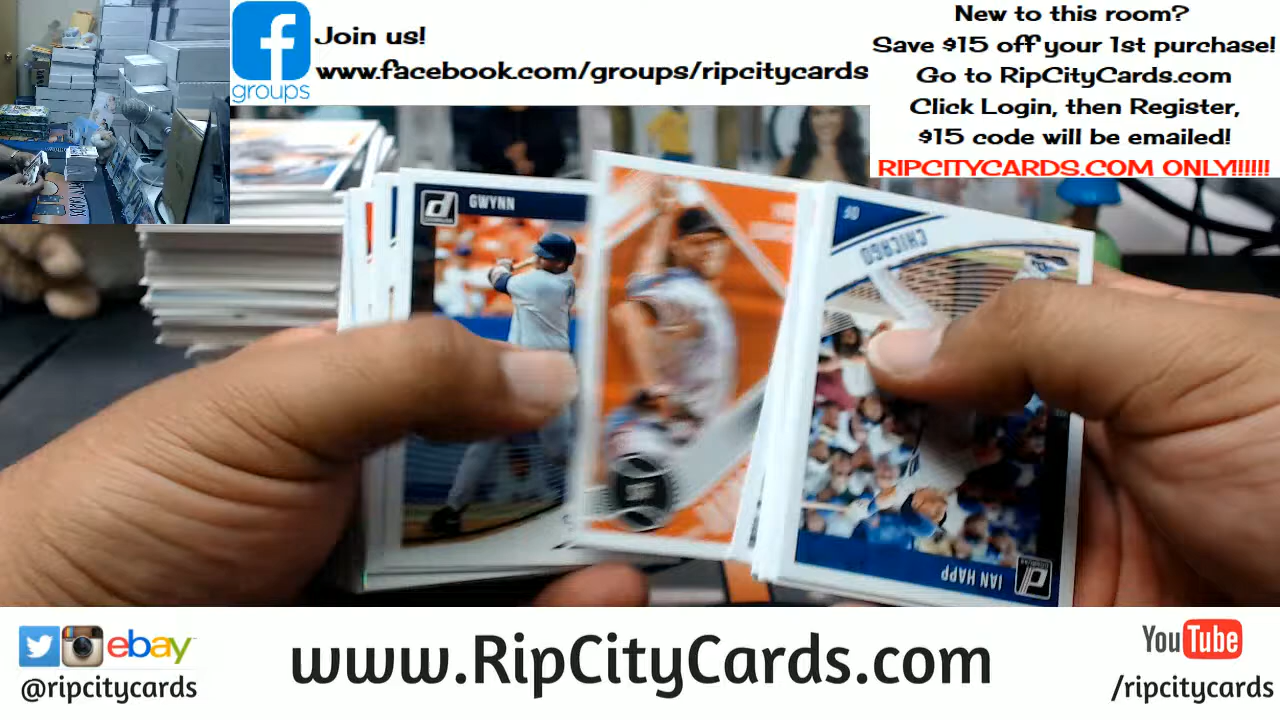 Join us!
www.facebook.com/groups/ripcitycards
groups
New to this room?
Save $15 off your 1st purchase!
Go to RipCityCards.com
Click Login, then Register,
$15 code will be emailed!
RIPCITYCARDS.COM ONLY!!!!!!
GWYNN
OF
CHICAGO
IAN HAPP
ebay
@ripcitycards
www.RipCityCards.com
YouTube
/ripcitycards